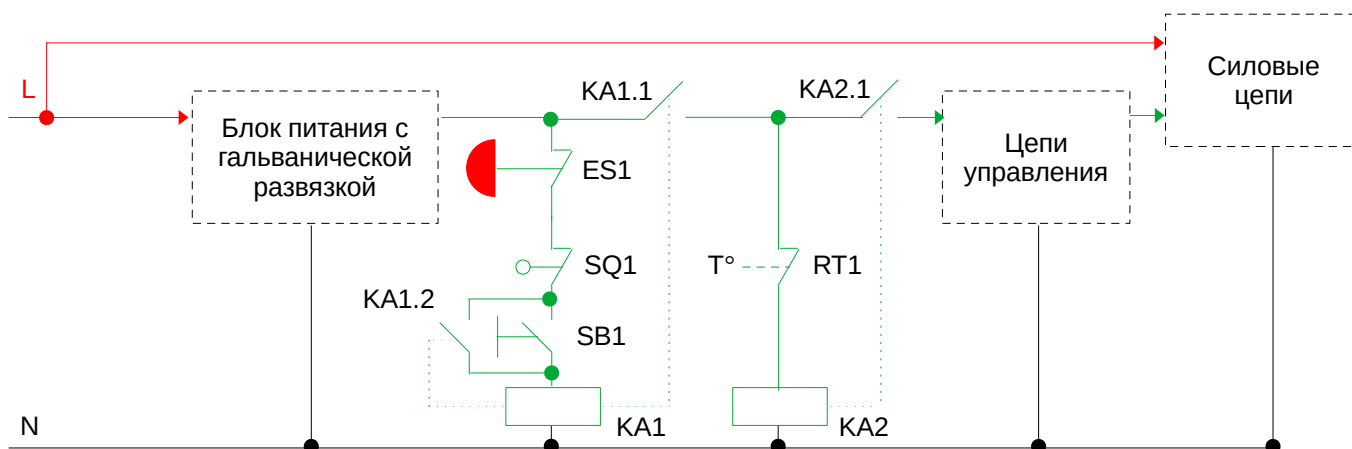 L
Блок питания с
гальванической
развязкой
KA1.1
KA2.1
Силовые
цепи
ES1
Цепи
управления
SQ1
T°
RT1
KA1.2
SB1
KA1
KA2
N